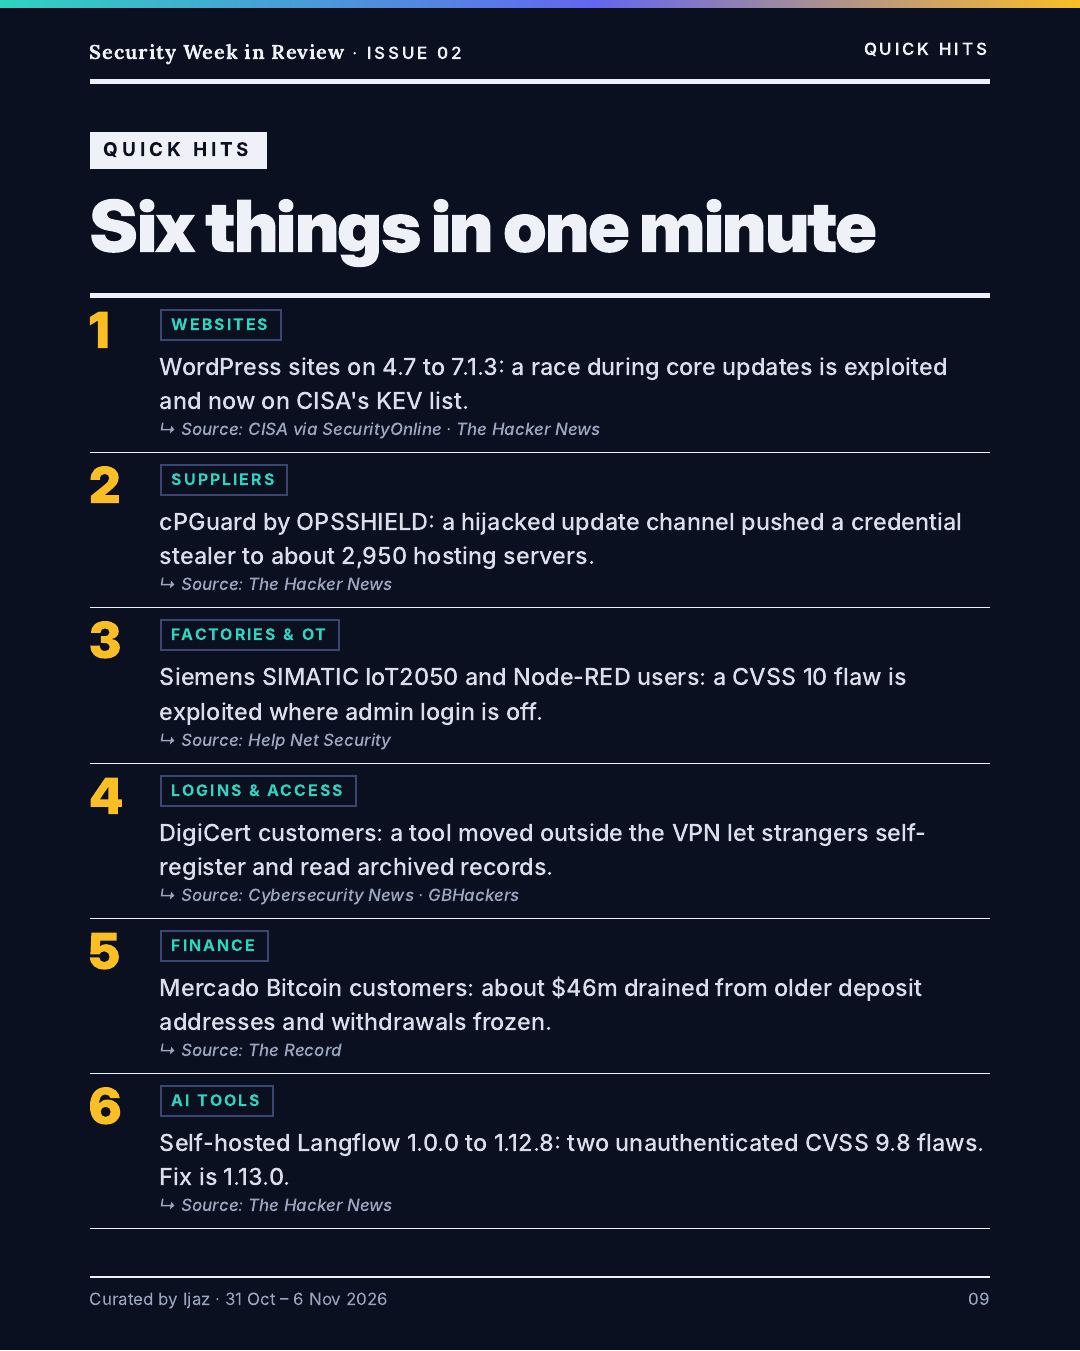 Security Week in Review · ISSUE 02
QUICK HITS
QUICK HITS
Six things in one minute
1
WEBSITES
WordPress sites on 4.7 to 7.1.3: a race during core updates is exploited
and now on CISA's KEV list.
↳ Source: CISA via SecurityOnline · The Hacker News
2
SUPPLIERS
cPGuard by OPSSHIELD: a hijacked update channel pushed a credential
stealer to about 2,950 hosting servers.
↳ Source: The Hacker News
3
FACTORIES & OT
Siemens SIMATIC IoT2050 and Node-RED users: a CVSS 10 flaw is
exploited where admin login is off.
↳ Source: Help Net Security
4
LOGINS & ACCESS
DigiCert customers: a tool moved outside the VPN let strangers self-
register and read archived records.
↳ Source: Cybersecurity News · GBHackers
5
FINANCE
Mercado Bitcoin customers: about $46m drained from older deposit
addresses and withdrawals frozen.
↳ Source: The Record
6
AI TOOLS
Self-hosted Langflow 1.0.0 to 1.12.8: two unauthenticated CVSS 9.8 flaws.
Fix is 1.13.0.
↳ Source: The Hacker News
Curated by Ijaz · 31 Oct – 6 Nov 2026
09